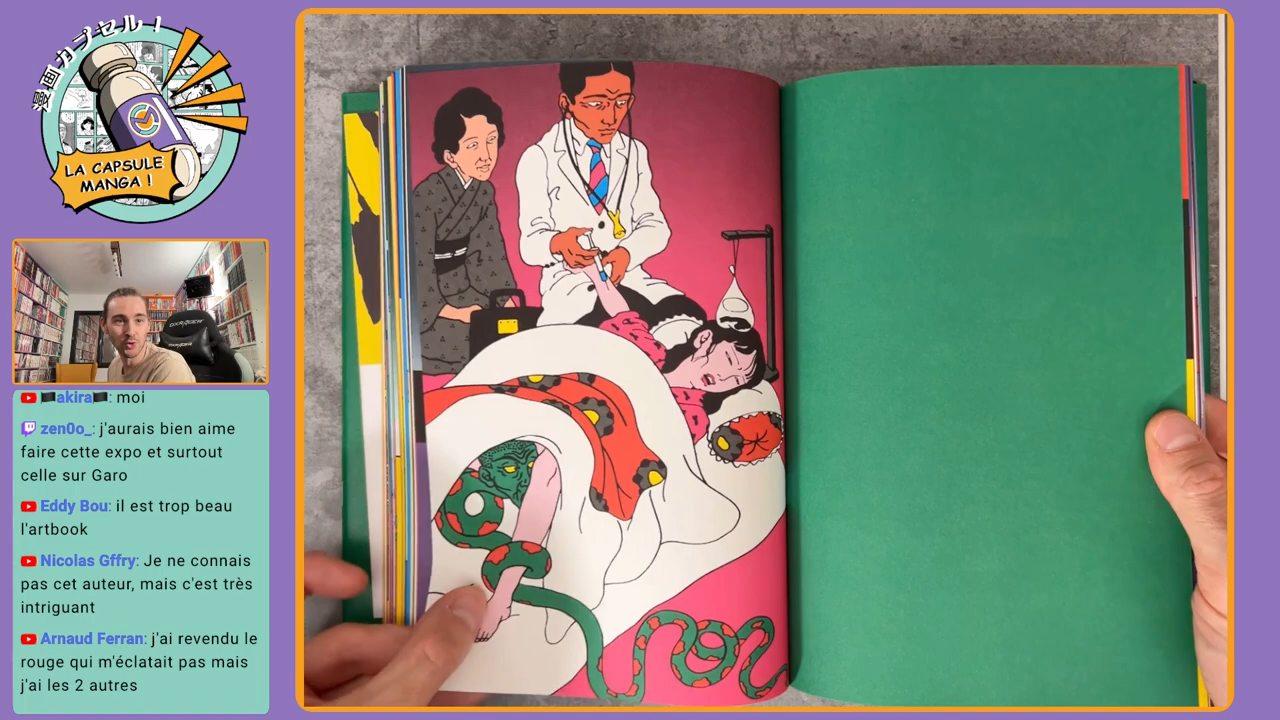 漫画カプセル！
LA CAPSULE
MANGA !
🏴akira🏴: moi
zen0o_: j'aurais bien aime
faire cette expo et surtout
celle sur Garo
Eddy Bou: il est trop beau
l'artbook
Nicolas Gffry: Je ne connais
pas cet auteur, mais c'est très
intriguant
Arnaud Ferran: j'ai revendu le
rouge qui m'éclatait pas mais
j'ai les 2 autres